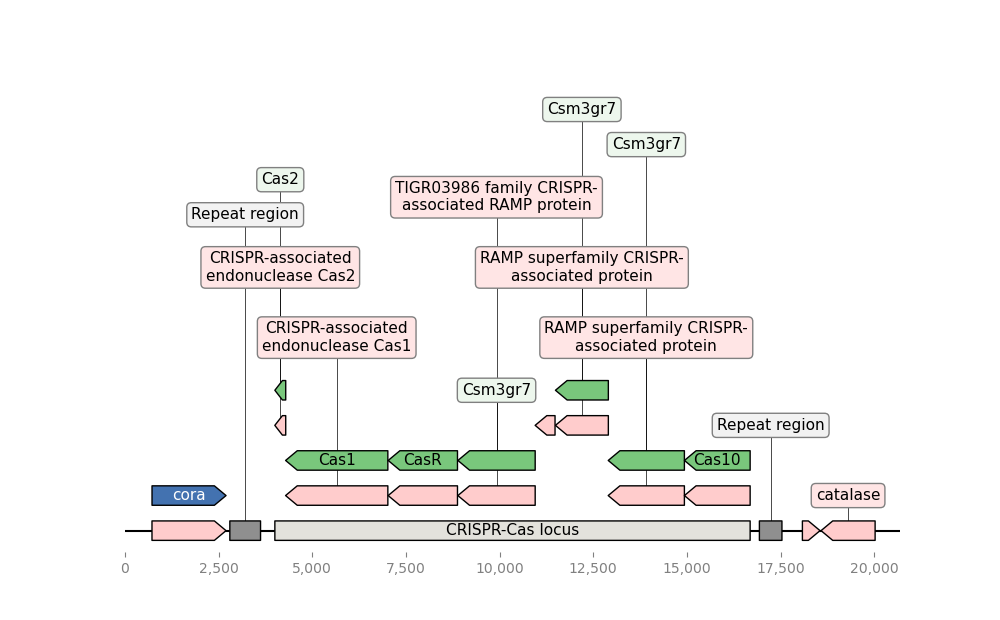 Csm3gr7
Csm3gr7
Cas2
TIGR03986 family CRISPR-
associated RAMP protein
Repeat region
CRISPR-associated
endonuclease Cas2
RAMP superfamily CRISPR-
associated protein
CRISPR-associated
endonuclease Cas1
RAMP superfamily CRISPR-
associated protein
Csm3gr7
Repeat region
Cas1
CasR
Cas10
cora
catalase
CRISPR-Cas locus
0
2,500
5,000
7,500
10,000
12,500
15,000
17,500
20,000